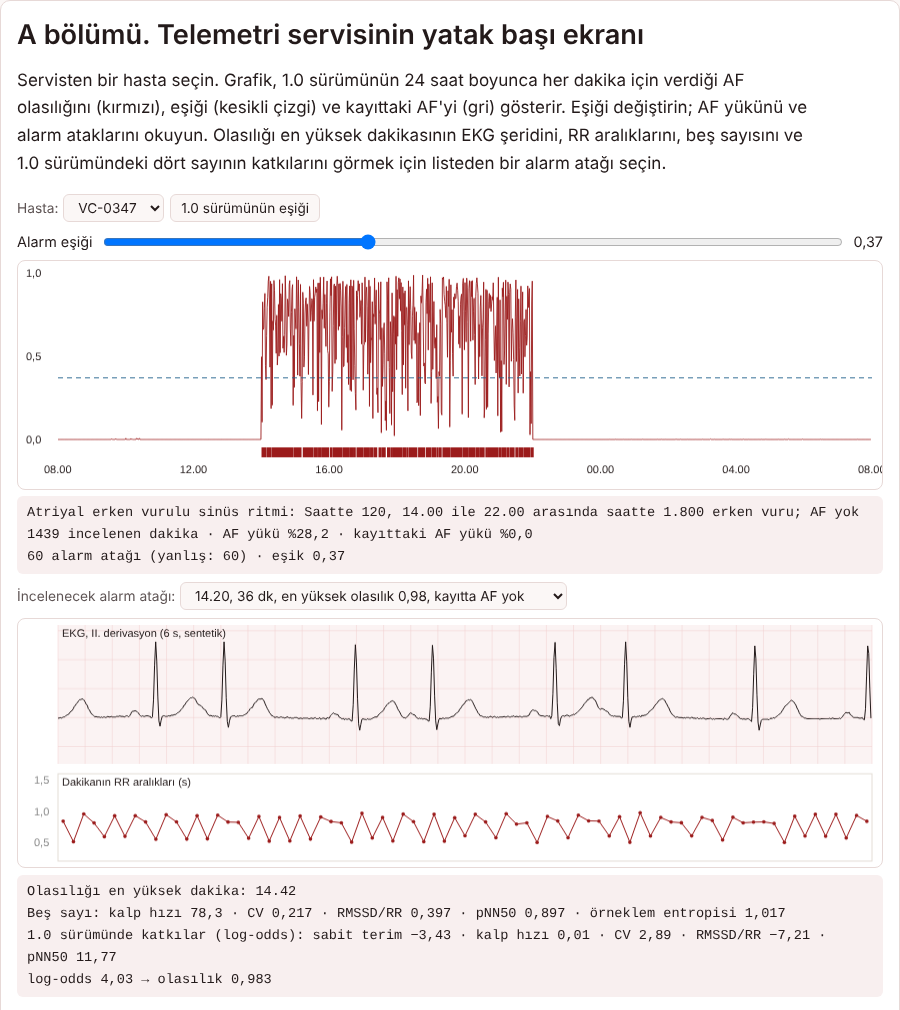 A bölümü. Telemetri servisinin yatak başı ekranı
Servisten bir hasta seçin. Grafik, 1.0 sürümünün 24 saat boyunca her dakika için verdiği AF
olasılığını (kırmızı), eşiği (kesikli çizgi) ve kayıttaki AF'yi (gri) gösterir. Eşiği değiştirin; AF yükünü ve
alarm ataklarını okuyun. Olasılığı en yüksek dakikasının EKG şeridini, RR aralıklarını, beş sayısını ve
1.0 sürümündeki dört sayının katkılarını görmek için listeden bir alarm atağı seçin.
Hasta: VC-0347 1.0 sürümünün eşiği
Alarm eşiği 0,37
1,0
0,5
0,0
08.00 12.00 16.00 20.00 00.00 04.00 08.00
Atriyal erken vurulu sinüs ritmi: Saatte 120, 14.00 ile 22.00 arasında saatte 1.800 erken vuru; AF yok
1439 incelenen dakika · AF yükü %28,2 · kayıttaki AF yükü %0,0
60 alarm atağı (yanlış: 60) · eşik 0,37
İncelenecek alarm atağı: 14.20, 36 dk, en yüksek olasılık 0,98, kayıtta AF yok
EKG, II. derivasyon (6 s, sentetik)
Dakikanın RR aralıkları (s)
1,5
1,0
0,5
Olasılığı en yüksek dakika: 14.42
Beş sayı: kalp hızı 78,3 · CV 0,217 · RMSSD/RR 0,397 · pNN50 0,897 · örneklem entropisi 1,017
1.0 sürümünde katkılar (log-odds): sabit terim −3,43 · kalp hızı 0,01 · CV 2,89 · RMSSD/RR −7,21 ·
pNN50 11,77
log-odds 4,03 → olasılık 0,983